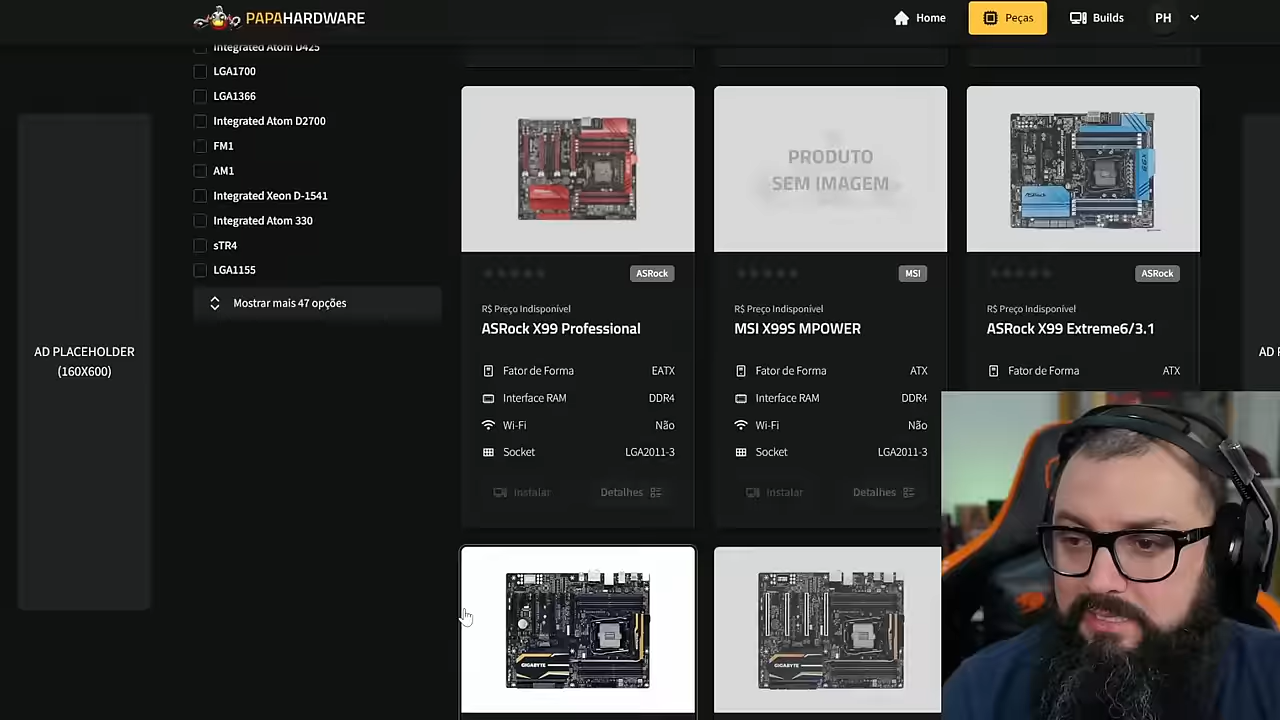 PAPAHARDWARE
Home
Peças
Builds
PH
Integrated Atom D425
LGA1700
LGA1366
Integrated Atom D2700
FM1
AM1
Integrated Xeon D-1541
Integrated Atom 330
sTR4
LGA1155
Mostrar mais 47 opções
AD PLACEHOLDER
(160X600)
ASRock
R$ Preço Indisponível
ASRock X99 Professional
Fator de Forma EATX
Interface RAM DDR4
Wi-Fi Não
Socket LGA2011-3
Instalar Detalhes
PRODUTO
SEM IMAGEM
MSI
R$ Preço Indisponível
MSI X99S MPOWER
Fator de Forma ATX
Interface RAM DDR4
Wi-Fi Não
Socket LGA2011-3
Instalar Detalhes
ASRock
R$ Preço Indisponível
ASRock X99 Extreme6/3.1
Fator de Forma ATX
AD
GIGABYTE
GIGABYTE